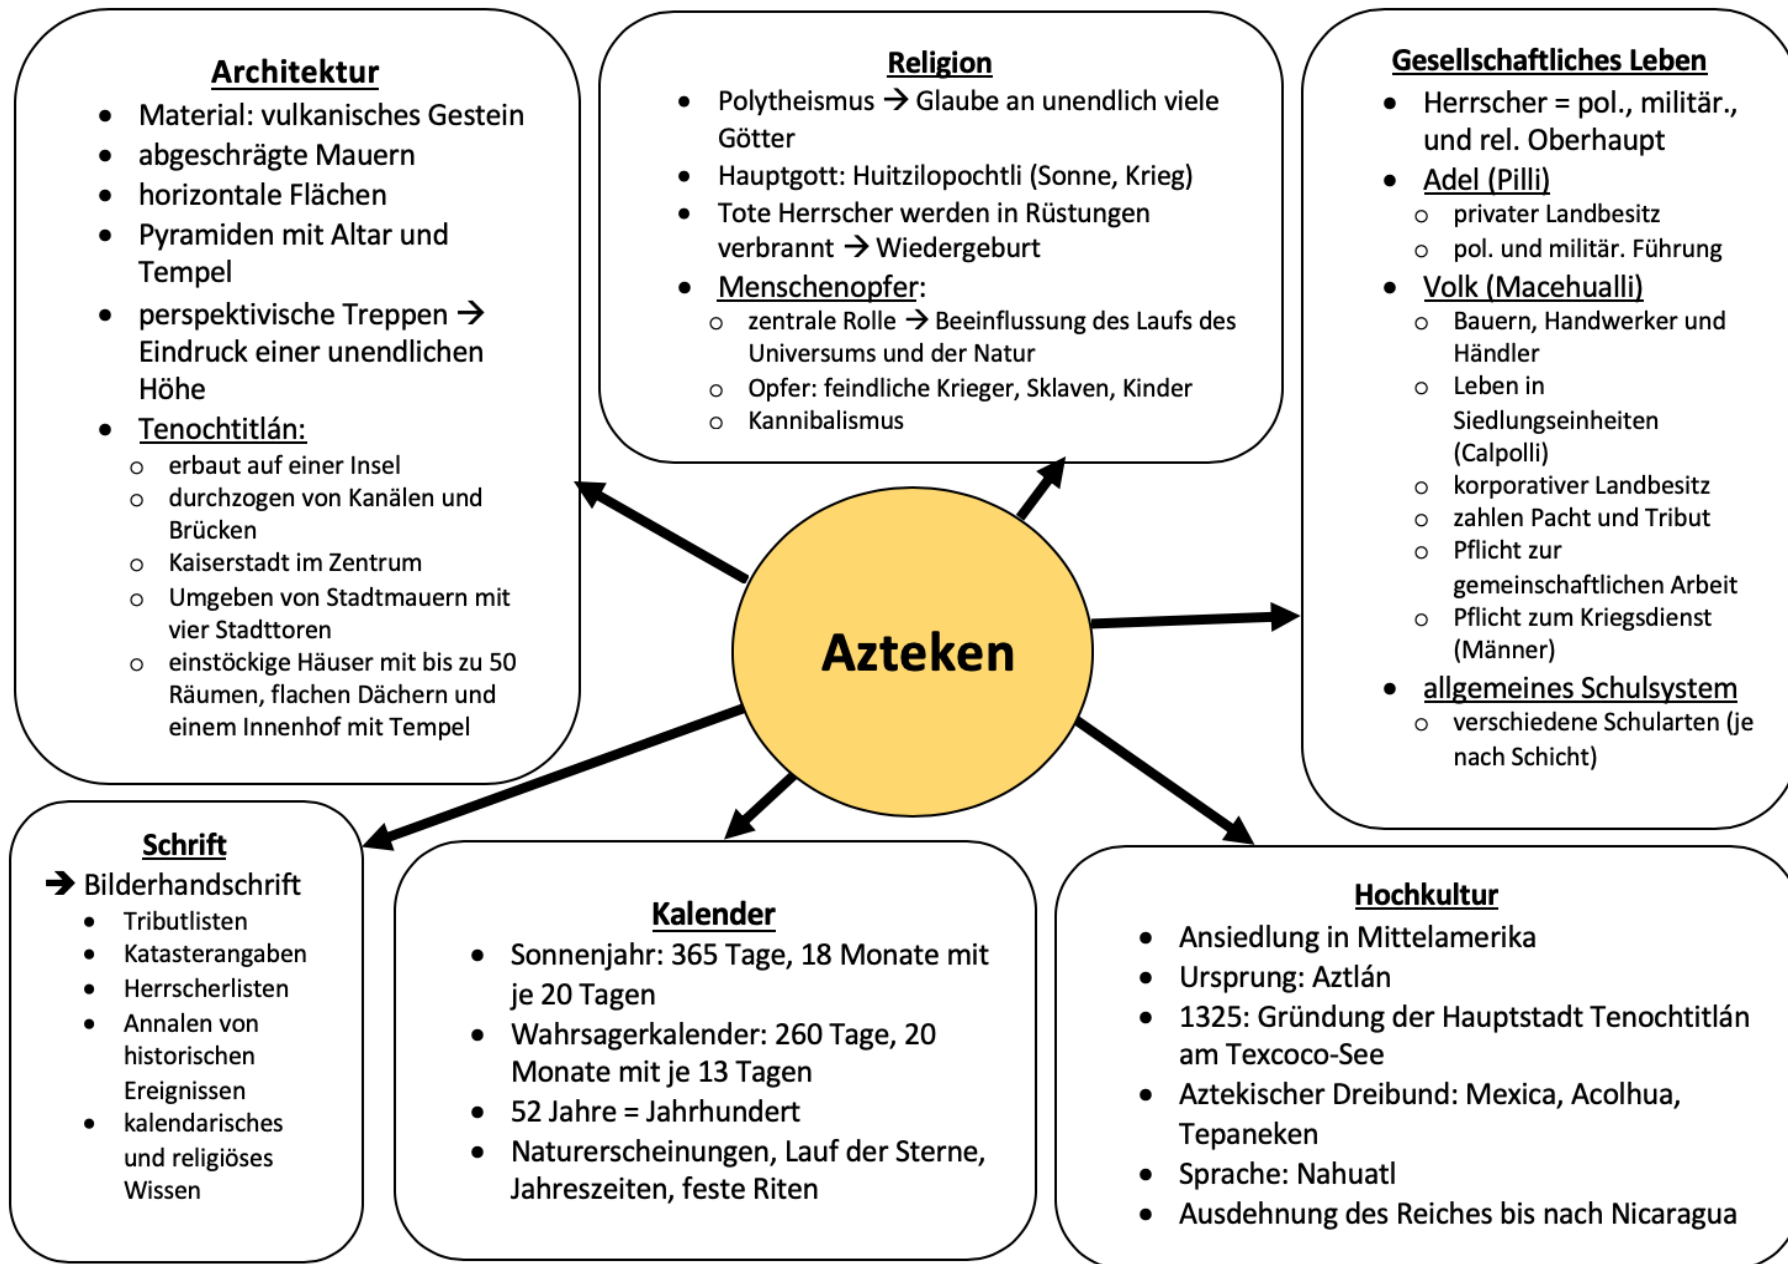 Architektur
• Material: vulkanisches Gestein
• abgeschrägte Mauern
• horizontale Flächen
• Pyramiden mit Altar und
Tempel
• perspektivische Treppen →
Eindruck einer unendlichen
Höhe
• Tenochtitlán:
o erbaut auf einer Insel
o durchzogen von Kanälen und
Brücken
o Kaiserstadt im Zentrum
o Umgeben von Stadtmauern mit
vier Stadttoren
o einstöckige Häuser mit bis zu 50
Räumen, flachen Dächern und
einem Innenhof mit Tempel
Religion
• Polytheismus → Glaube an unendlich viele
Götter
• Hauptgott: Huitzilopochtli (Sonne, Krieg)
• Tote Herrscher werden in Rüstungen
verbrannt → Wiedergeburt
• Menschenopfer:
o zentrale Rolle → Beeinflussung des Laufs des
Universums und der Natur
o Opfer: feindliche Krieger, Sklaven, Kinder
o Kannibalismus
Gesellschaftliches Leben
• Herrscher = pol., militär.,
und rel. Oberhaupt
• Adel (Pilli)
o privater Landbesitz
o pol. und militär. Führung
• Volk (Macehualli)
o Bauern, Handwerker und
Händler
o Leben in
Siedlungseinheiten
(Calpolli)
o korporativer Landbesitz
o zahlen Pacht und Tribut
o Pflicht zur
gemeinschaftlichen Arbeit
o Pflicht zum Kriegsdienst
(Männer)
• allgemeines Schulsystem
o verschiedene Schularten (je
nach Schicht)
Azteken
Schrift
→ Bilderhandschrift
• Tributlisten
• Katasterangaben
• Herrscherlisten
• Annalen von
historischen
Ereignissen
• kalendarisches
und religiöses
Wissen
Kalender
• Sonnenjahr: 365 Tage, 18 Monate mit
je 20 Tagen
• Wahrsagerkalender: 260 Tage, 20
Monate mit je 13 Tagen
• 52 Jahre = Jahrhundert
• Naturerscheinungen, Lauf der Sterne,
Jahreszeiten, feste Riten
Hochkultur
• Ansiedlung in Mittelamerika
• Ursprung: Aztlán
• 1325: Gründung der Hauptstadt Tenochtitlán
am Texcoco-See
• Aztekischer Dreibund: Mexica, Acolhua,
Tepaneken
• Sprache: Nahuatl
• Ausdehnung des Reiches bis nach Nicaragua